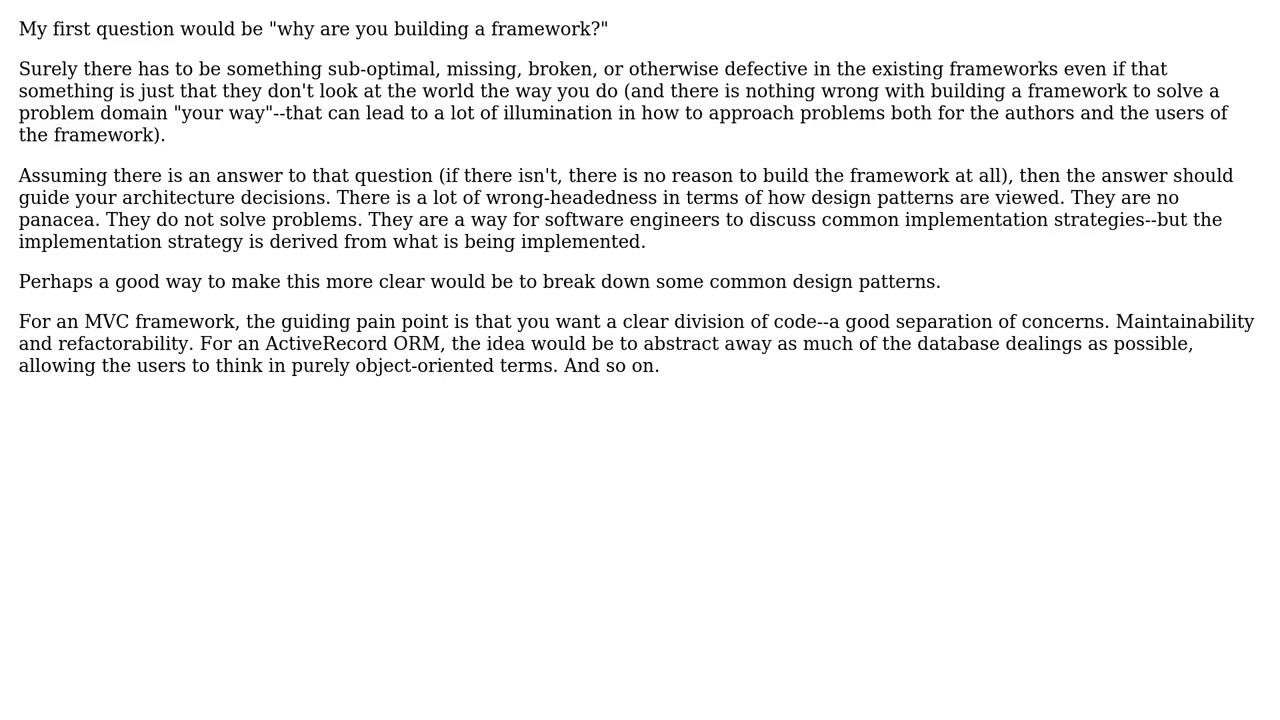 My first question would be "why are you building a framework?"
Surely there has to be something sub-optimal, missing, broken, or otherwise defective in the existing frameworks even if that
something is just that they don't look at the world the way you do (and there is nothing wrong with building a framework to solve a
problem domain "your way"--that can lead to a lot of illumination in how to approach problems both for the authors and the users of
the framework).
Assuming there is an answer to that question (if there isn't, there is no reason to build the framework at all), then the answer should
guide your architecture decisions. There is a lot of wrong-headedness in terms of how design patterns are viewed. They are no
panacea. They do not solve problems. They are a way for software engineers to discuss common implementation strategies--but the
implementation strategy is derived from what is being implemented.
Perhaps a good way to make this more clear would be to break down some common design patterns.
For an MVC framework, the guiding pain point is that you want a clear division of code--a good separation of concerns. Maintainability
and refactorability. For an ActiveRecord ORM, the idea would be to abstract away as much of the database dealings as possible,
allowing the users to think in purely object-oriented terms. And so on.